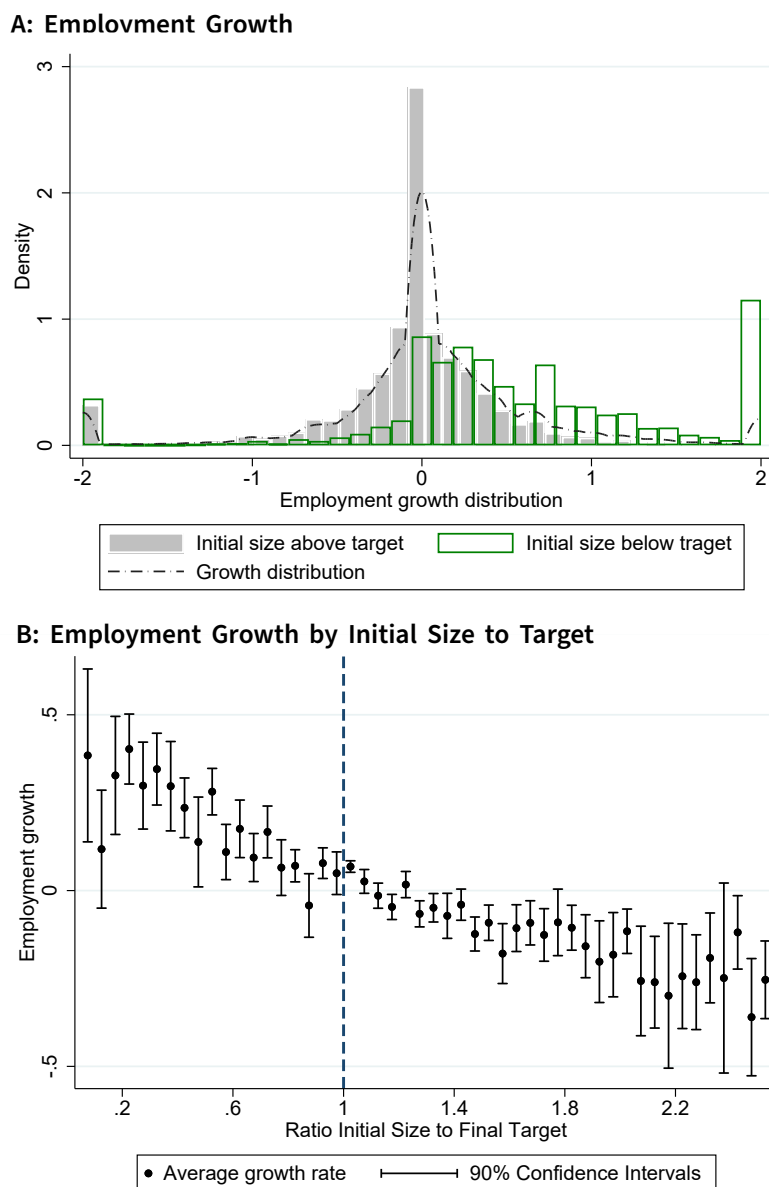 A: Employment Growth
3
2
1
0
Density
-2
-1
0
1
2
Employment growth distribution
Initial size above target
Initial size below traget
Growth distribution
B: Employment Growth by Initial Size to Target
.5
0
-.5
Employment growth
.2
.6
1
1.4
1.8
2.2
Ratio Initial Size to Final Target
Average growth rate
90% Confidence Intervals